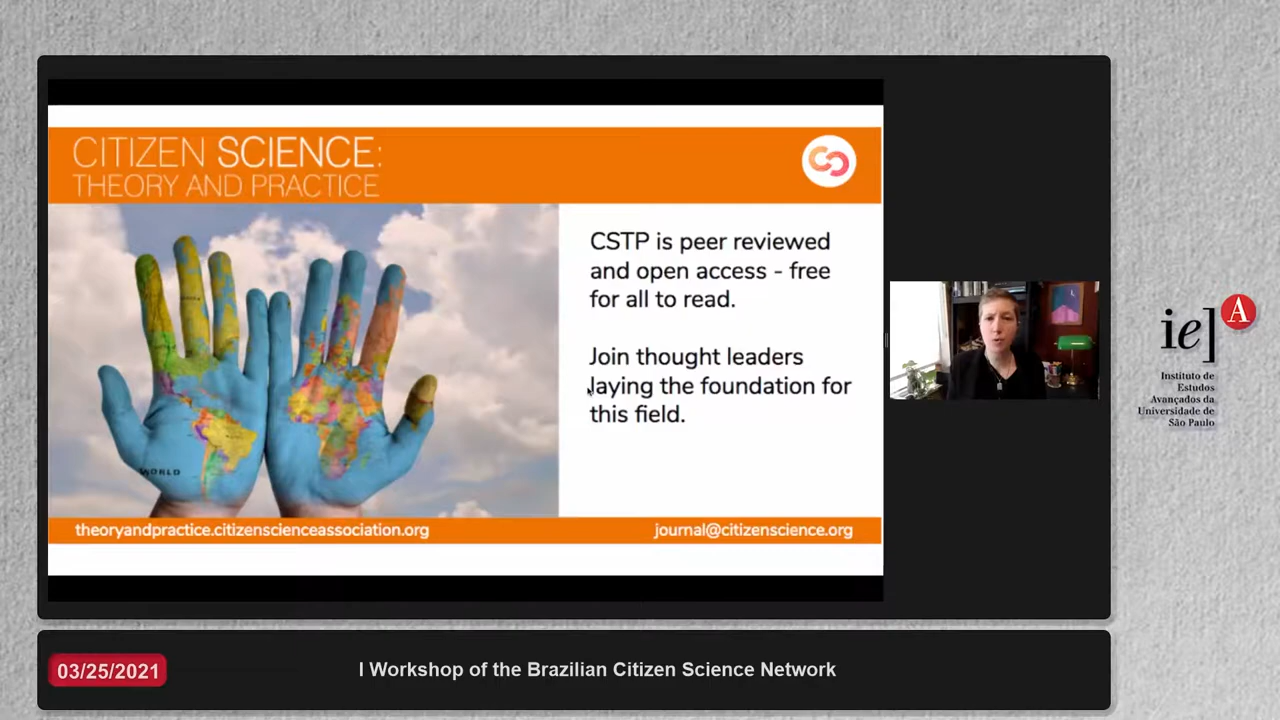 CITIZEN SCIENCE:
THEORY AND PRACTICE
CSTP is peer reviewed
and open access - free
for all to read.
Join thought leaders
laying the foundation for
this field.
WORLD
theoryandpractice.citizenscienceassociation.org
journal@citizenscience.org
ie] A
Instituto de
Estudos
Avançados da
Universidade de
São Paulo
03/25/2021
I Workshop of the Brazilian Citizen Science Network